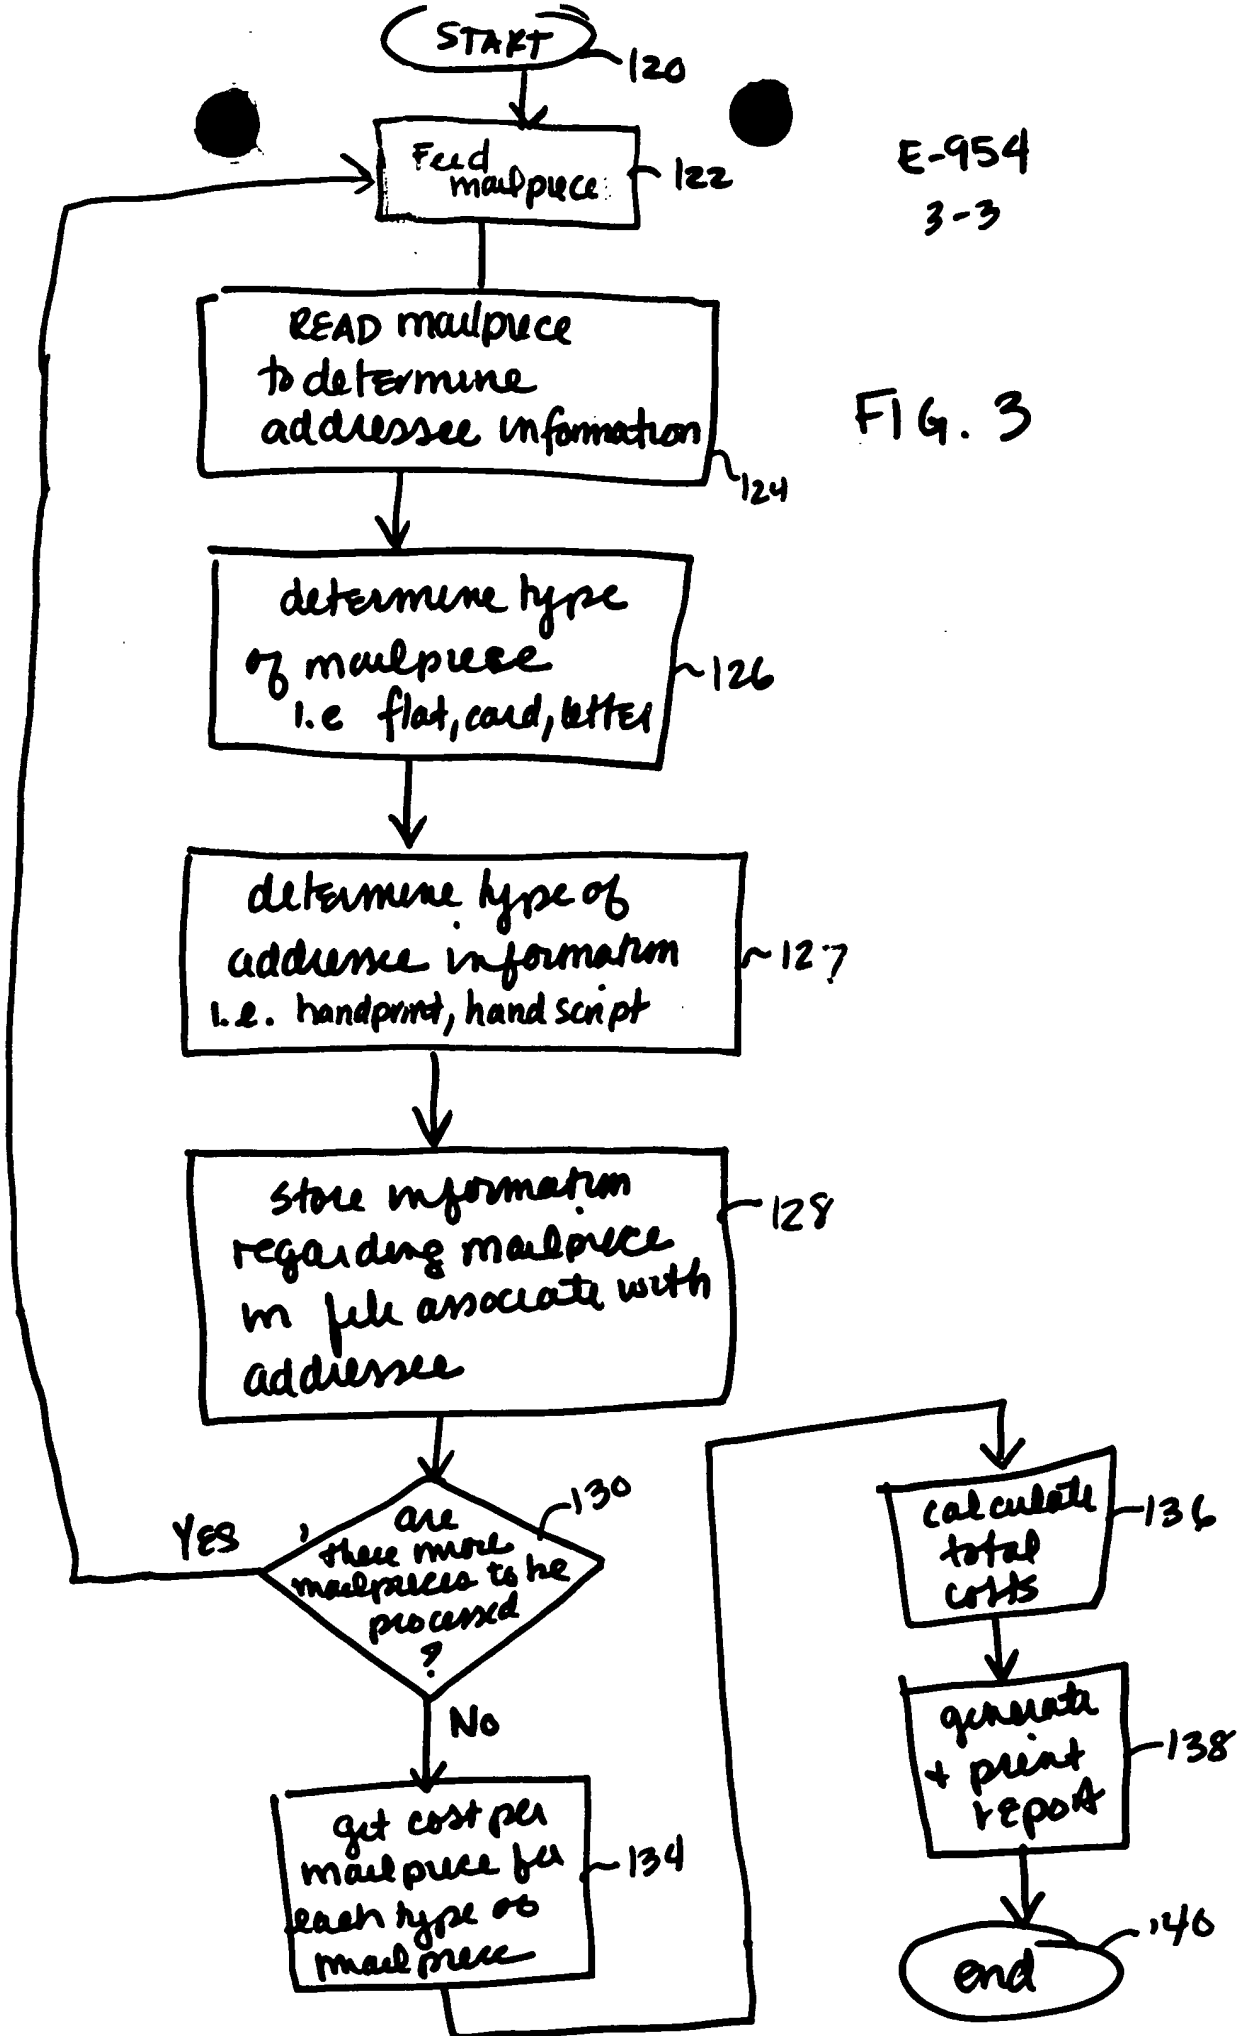 START
120
Feed
mailpiece
122
E-954
3-3
READ mailpiece
to determine
addressee information
124
FIG. 3
determine type
of mailpiece
i.e flat, card, letter
126
determine type of
addressee information
i.e. handprint, hand script
127
store information
regarding mailpiece
in file associate with
addressee
128
are
there more
mailpieces to be
processed
?
130
YES
No
get cost per
mailpiece for
each type of
mailpiece
134
calculate
total
costs
136
generate
+ print
report
138
end
140